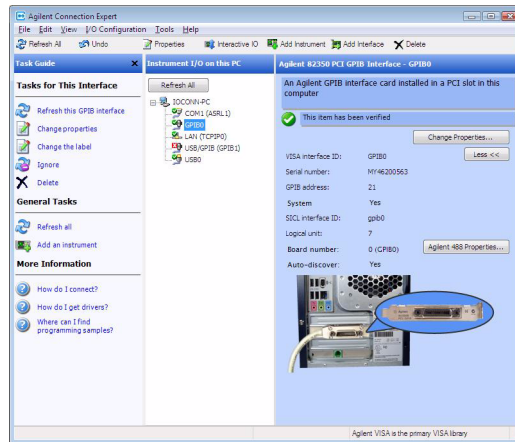 Agilent Connection Expert
File Edit View I/O Configuration Tools Help
Refresh All Undo Properties Interactive IO Add Instrument Add Interface Delete
Task Guide
Instrument I/O on this PC
Agilent 82350 PCI GPIB Interface - GPIB0
Tasks for This Interface
Refresh this GPIB interface
Change properties
Change the label
Ignore
Delete
General Tasks
Refresh all
Add an instrument
More Information
How do I connect?
How do I get drivers?
Where can I find
programming samples?
Refresh All
IOCONN-PC
COM1 (ASRL1)
GPIB0
LAN (TCPIP0)
USB/GPIB (GPIB1)
USB0
An Agilent GPIB interface card installed in a PCI slot in this
computer
This item has been verified
Change Properties...
VISA interface ID: GPIB0
Less <<
Serial number: MY46200563
GPIB address: 21
System Yes
SICL interface ID: gpib0
Logical unit: 7
Board number: 0 (GPIB0)
Agilent 488 Properties...
Auto-discover: Yes
Agilent VISA is the primary VISA library